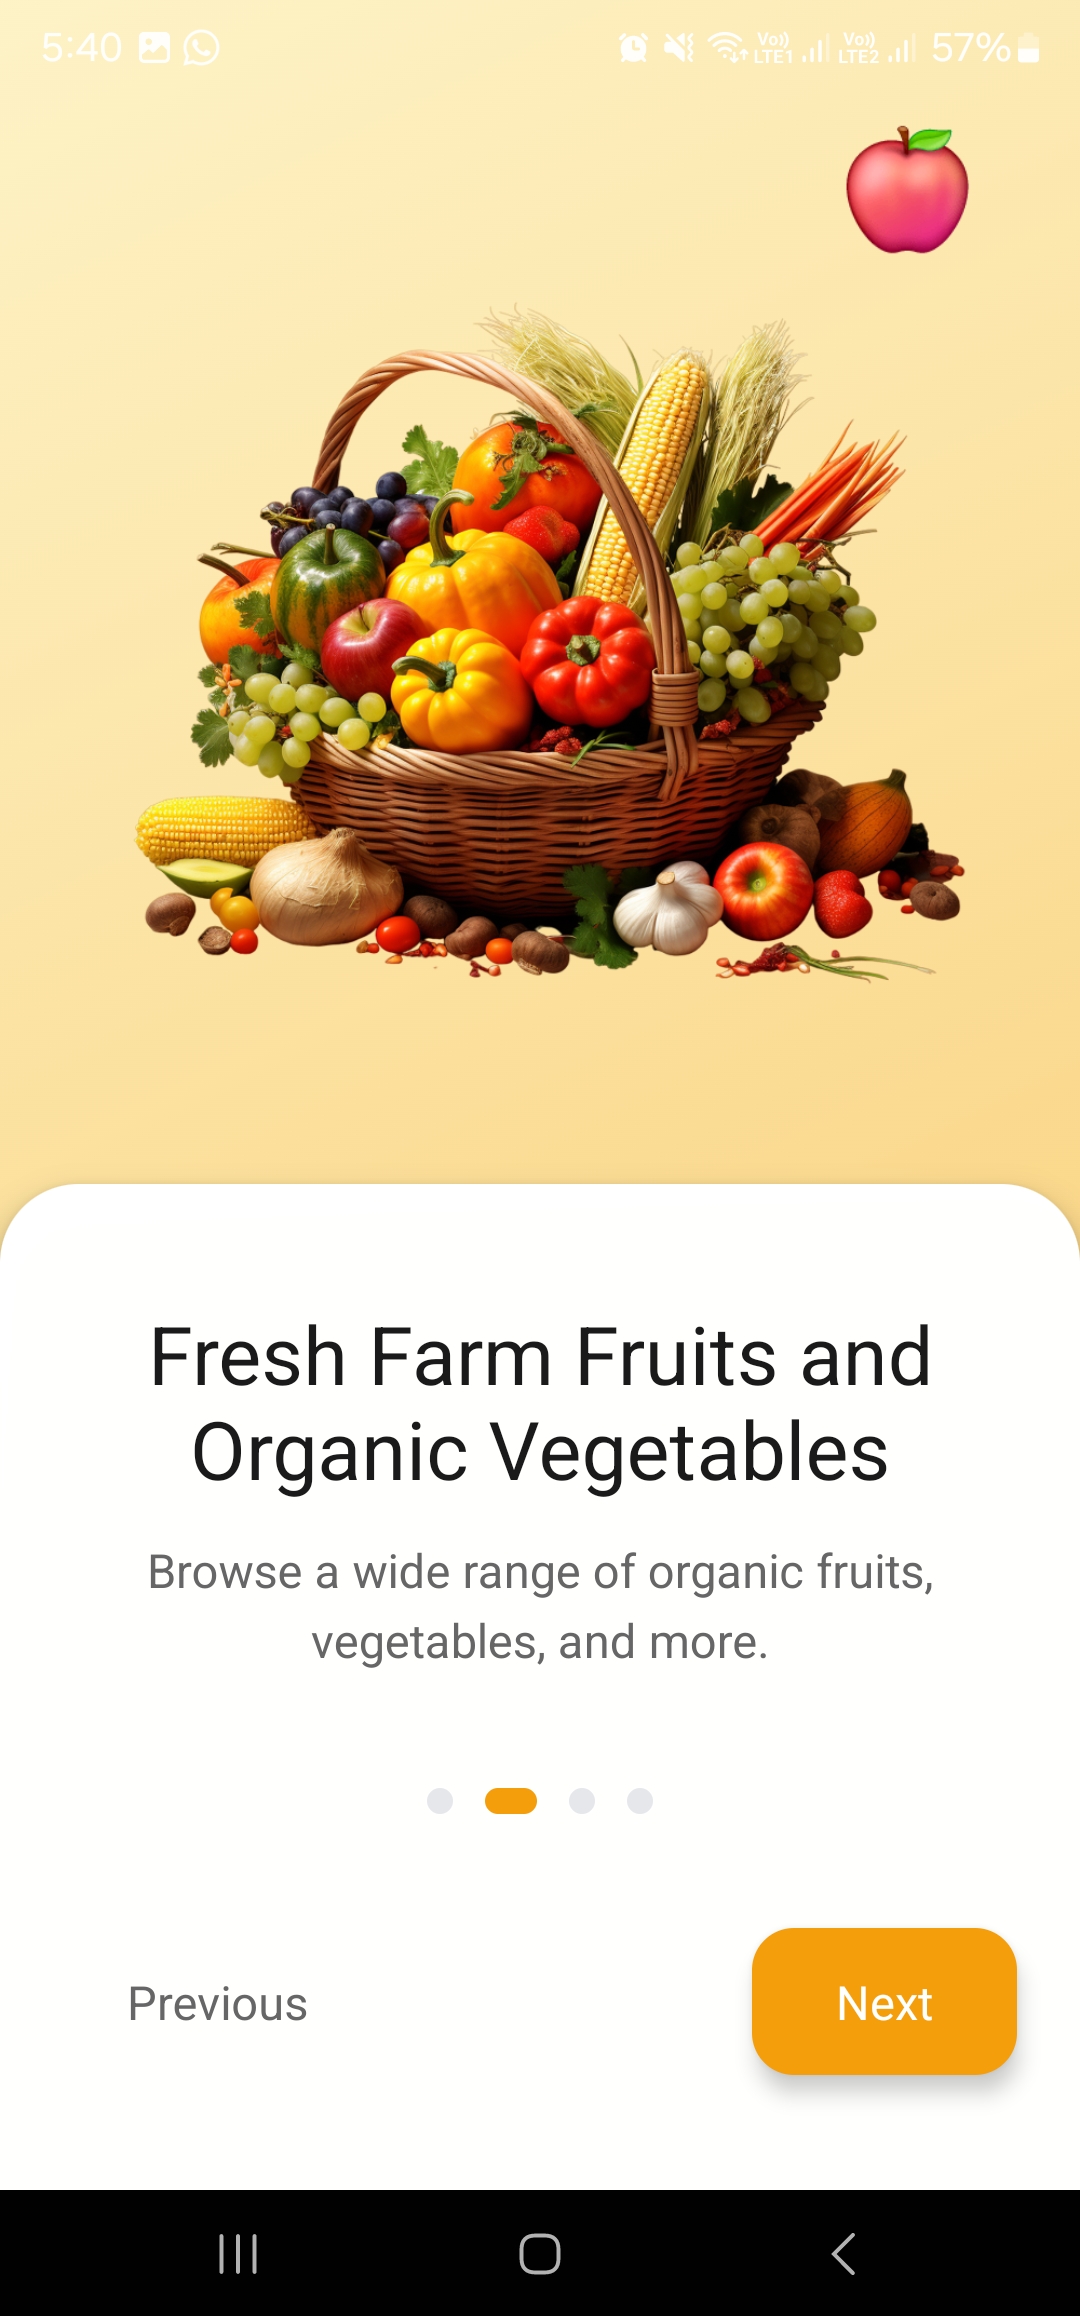 5:40 Vo)) LTE1 Vo)) LTE2 57%
Fresh Farm Fruits and
Organic Vegetables
Browse a wide range of organic fruits,
vegetables, and more.
Previous Next